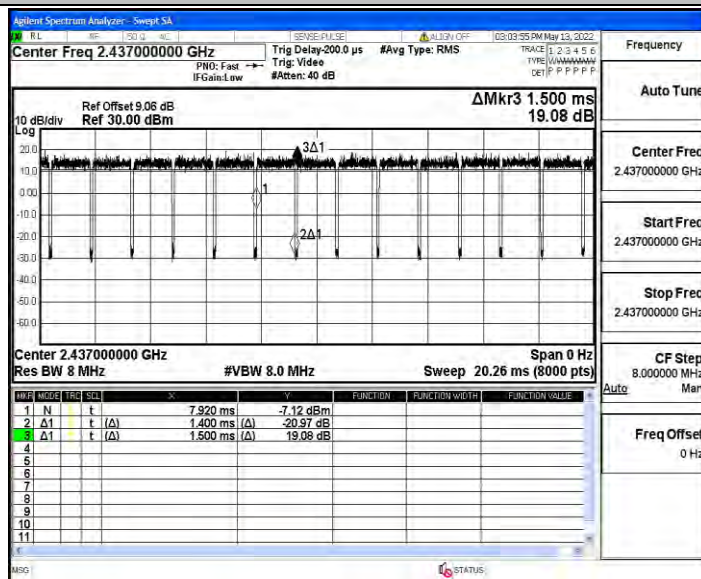 Agilent Spectrum Analyzer - Swept SA
RL RF 50 Ω AC SENSE:PULSE ALIGN OFF 03:03:55 PM May 13, 2022
Center Freq 2.437000000 GHz
PNO: Fast
IFGain:Low
Trig Delay-200.0 µs
Trig: Video
#Atten: 40 dB
#Avg Type: RMS
TRACE 1 2 3 4 5 6
TYPE WWWWWW
DET P P P P P P
ΔMkr3 1.500 ms
19.08 dB
Ref Offset 9.06 dB
10 dB/div Ref 30.00 dBm
Log
20.0
10.0
0.00
-10.0
-20.0
-30.0
-40.0
-50.0
-60.0
3Δ1
1
2Δ1
Center 2.437000000 GHz Span 0 Hz
Res BW 8 MHz #VBW 8.0 MHz Sweep 20.26 ms (8000 pts)
MKR MODE TRC SCL X Y FUNCTION FUNCTION WIDTH FUNCTION VALUE
1 N t 7.920 ms -7.12 dBm
2 Δ1 t (Δ) 1.400 ms (Δ) -20.97 dB
3 Δ1 t (Δ) 1.500 ms (Δ) 19.08 dB
4
5
6
7
8
9
10
11
MSG STATUS
Frequency
Auto Tune
Center Freq
2.437000000 GHz
Start Freq
2.437000000 GHz
Stop Freq
2.437000000 GHz
CF Step
8.000000 MHz
Auto Man
Freq Offset
0 Hz